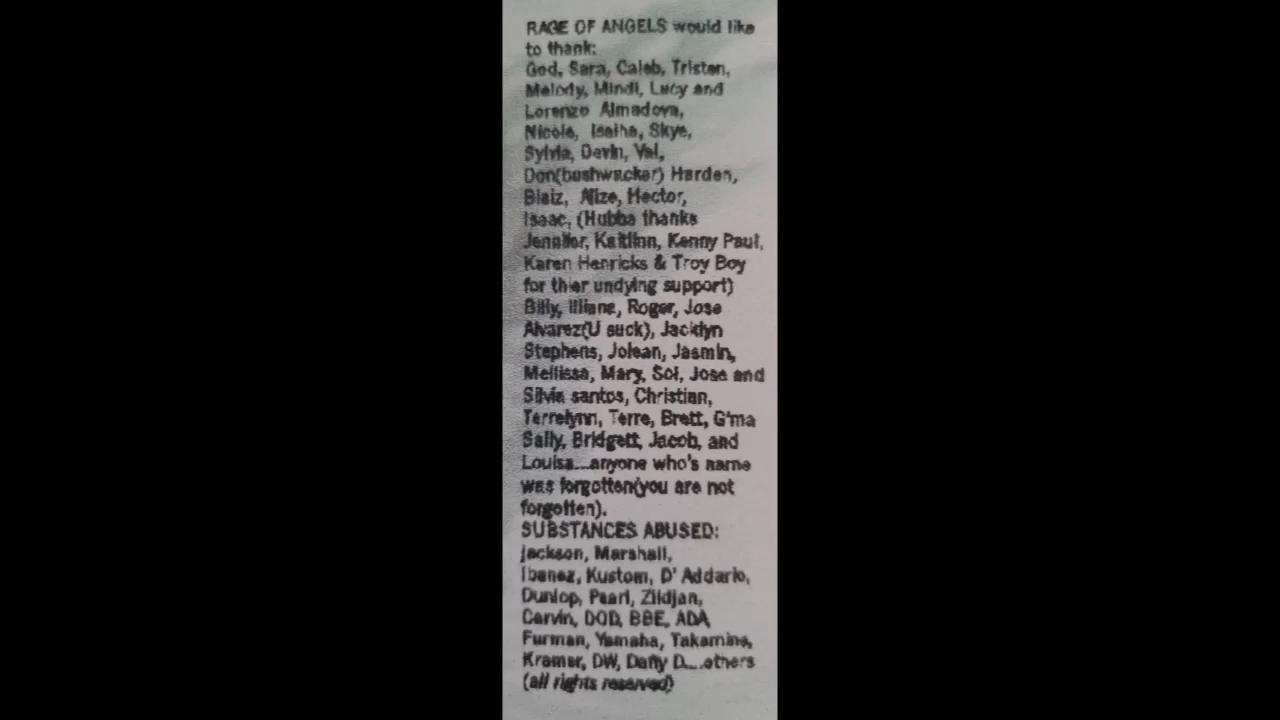 RAGE OF ANGELS would like
to thank:
God, Sara, Caleb, Tristen,
Melody, Mindi, Lucy and
Lorenzo Almadova,
Nicole, Isaiha, Skye,
Sylvia, Devin, Val,
Don(bushwacker) Harden,
Blaiz, Nize, Hector,
Isaac, (Hubba thanks
Jennifer, Kaitlinn, Kenny Paul,
Karen Henricks & Troy Boy
for thier undying support)
Billy, Illiana, Roger, Jose
Alvarez(U suck), Jacklyn
Stephens, Jolean, Jasmin,
Mellissa, Mary, Sol, Jose and
Silvia santos, Christian,
Terrelynn, Terre, Brett, G'ma
Sally, Bridgett, Jacob, and
Louisa...anyone who's name
was forgotten(you are not
forgotten).
SUBSTANCES ABUSED:
jackson, Marshall,
Ibanez, Kustom, D' Addario,
Dunlop, Pearl, Zildjan,
Carvin, DOD, BBE, ADA
Furman, Yamaha, Takamine,
Kramer, DW, Daffy D....others
(all rights reserved)